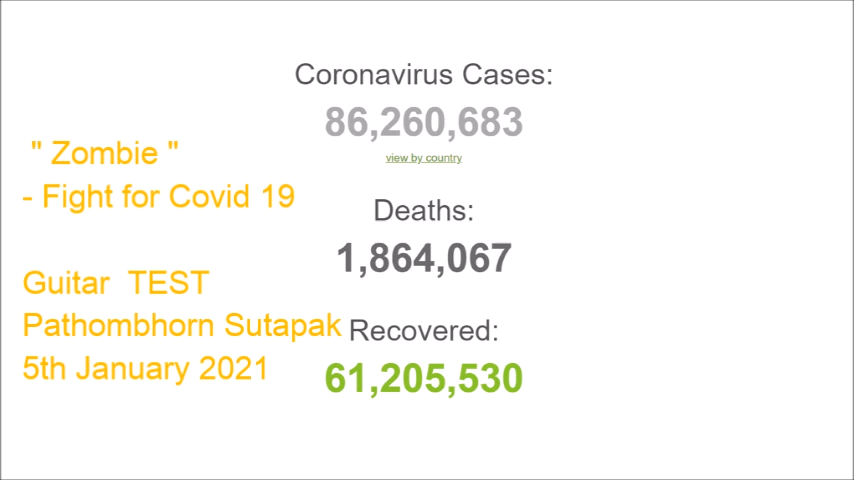 Coronavirus Cases:
86,260,683
view by country
" Zombie "
- Fight for Covid 19
Deaths:
1,864,067
Guitar TEST
Pathombhorn Sutapak
5th January 2021
Recovered:
61,205,530